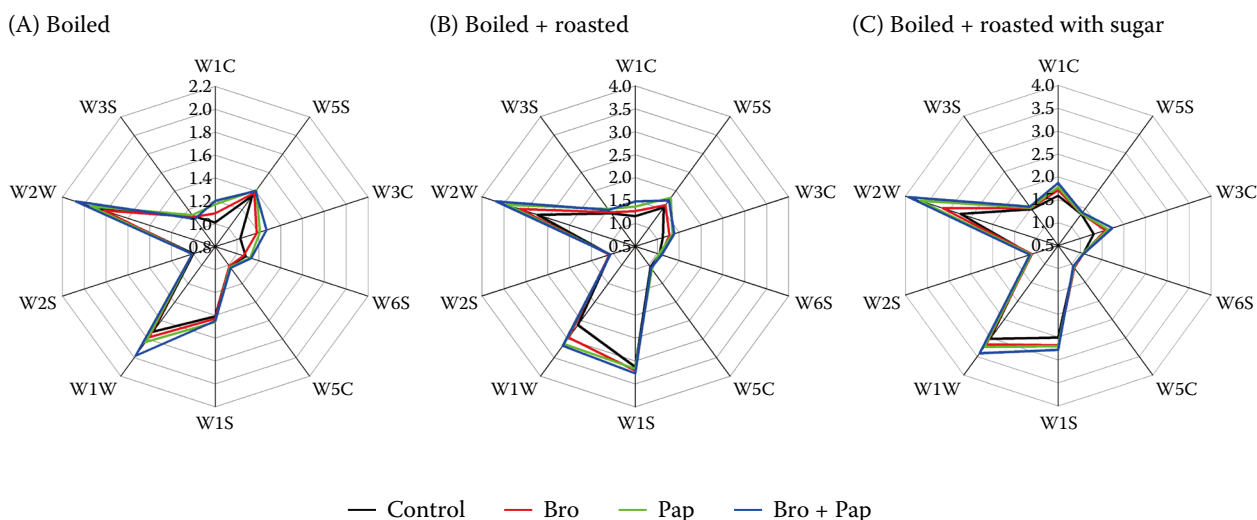 (A) Boiled
(B) Boiled + roasted
(C) Boiled + roasted with sugar
W1C
2.2
2.0
1.8
1.6
1.4
1.2
1.0
0.8
W5S
W3C
W6S
W5C
W1S
W1W
W2S
W2W
W3S
W1C
4.0
3.5
3.0
2.5
2.0
1.5
1.0
0.5
W5S
W3C
W6S
W5C
W1S
W1W
W2S
W2W
W3S
W1C
4.0
3.5
3.0
2.5
2.0
1.5
1.0
0.5
W5S
W3C
W6S
W5C
W1S
W1W
W2S
W2W
W3S
Control Bro Pap Bro + Pap